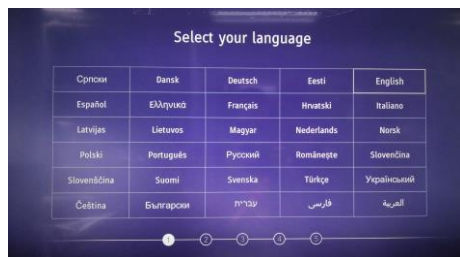 Select your language
Српски Dansk Deutsch Eesti English
Español Ελληνικά Français Hrvatski Italiano
Latvijas Lietuvos Magyar Nederlands Norsk
Polski Português Русский Românește Slovenčina
Slovenščina Suomi Svenska Türkçe Український
Čeština Български עברית فارسی العربية
1 2 3 4 5